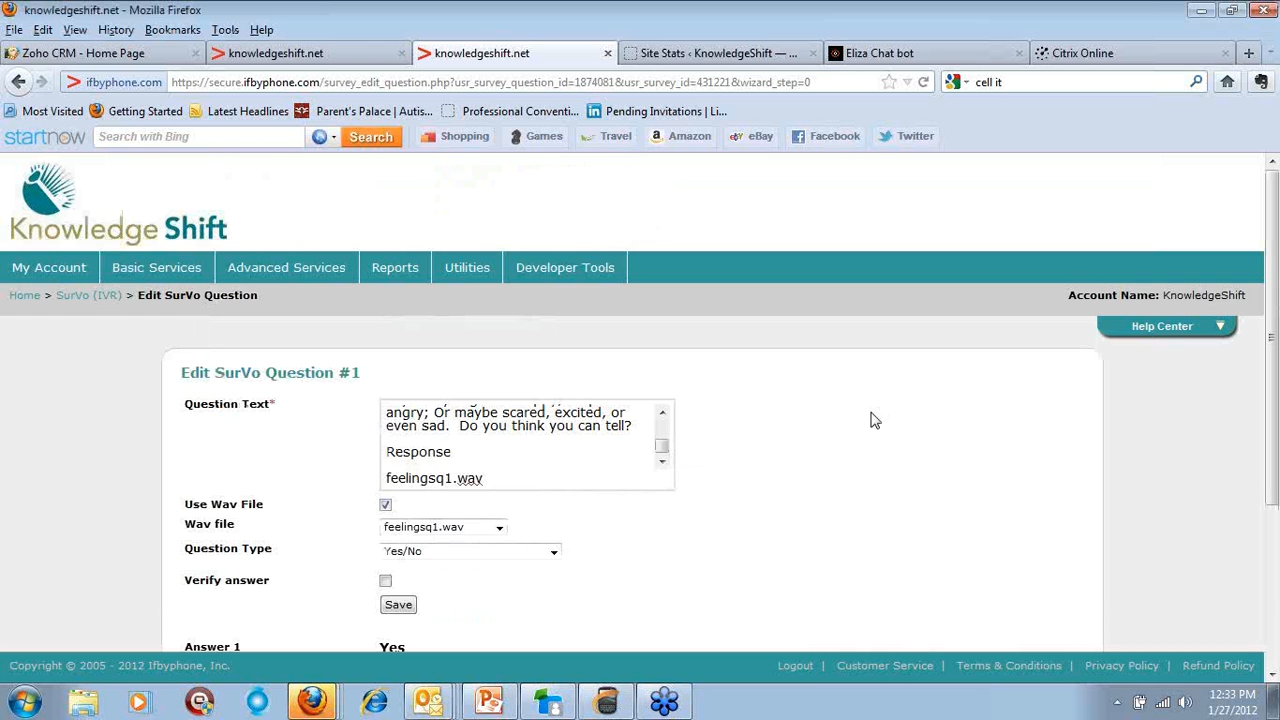 knowledgeshift.net - Mozilla Firefox
File Edit View History Bookmarks Tools Help
Zoho CRM - Home Page
knowledgeshift.net
knowledgeshift.net
Site Stats ‹ KnowledgeShift — ...
Eliza Chat bot
Citrix Online
ifbyphone.com https://secure.ifbyphone.com/survey_edit_question.php?usr_survey_question_id=1874081&usr_survey_id=431221&wizard_step=0
cell it
Most Visited Getting Started Latest Headlines Parent's Palace | Autis... Professional Conventi... Pending Invitations | Li...
startnow Search with Bing Search Shopping Games Travel Amazon eBay Facebook Twitter
Knowledge Shift
My Account Basic Services Advanced Services Reports Utilities Developer Tools
Home > SurVo (IVR) > Edit SurVo Question
Account Name: KnowledgeShift
Help Center
Edit SurVo Question #1
Question Text*
angry; Or maybe scared, excited, or
even sad. Do you think you can tell?
Response
feelingsq1.wav
Use Wav File
Wav file feelingsq1.wav
Question Type Yes/No
Verify answer
Save
Answer 1 Yes
Copyright © 2005 - 2012 Ifbyphone, Inc.
Logout | Customer Service | Terms & Conditions | Privacy Policy | Refund Policy
12:33 PM
1/27/2012